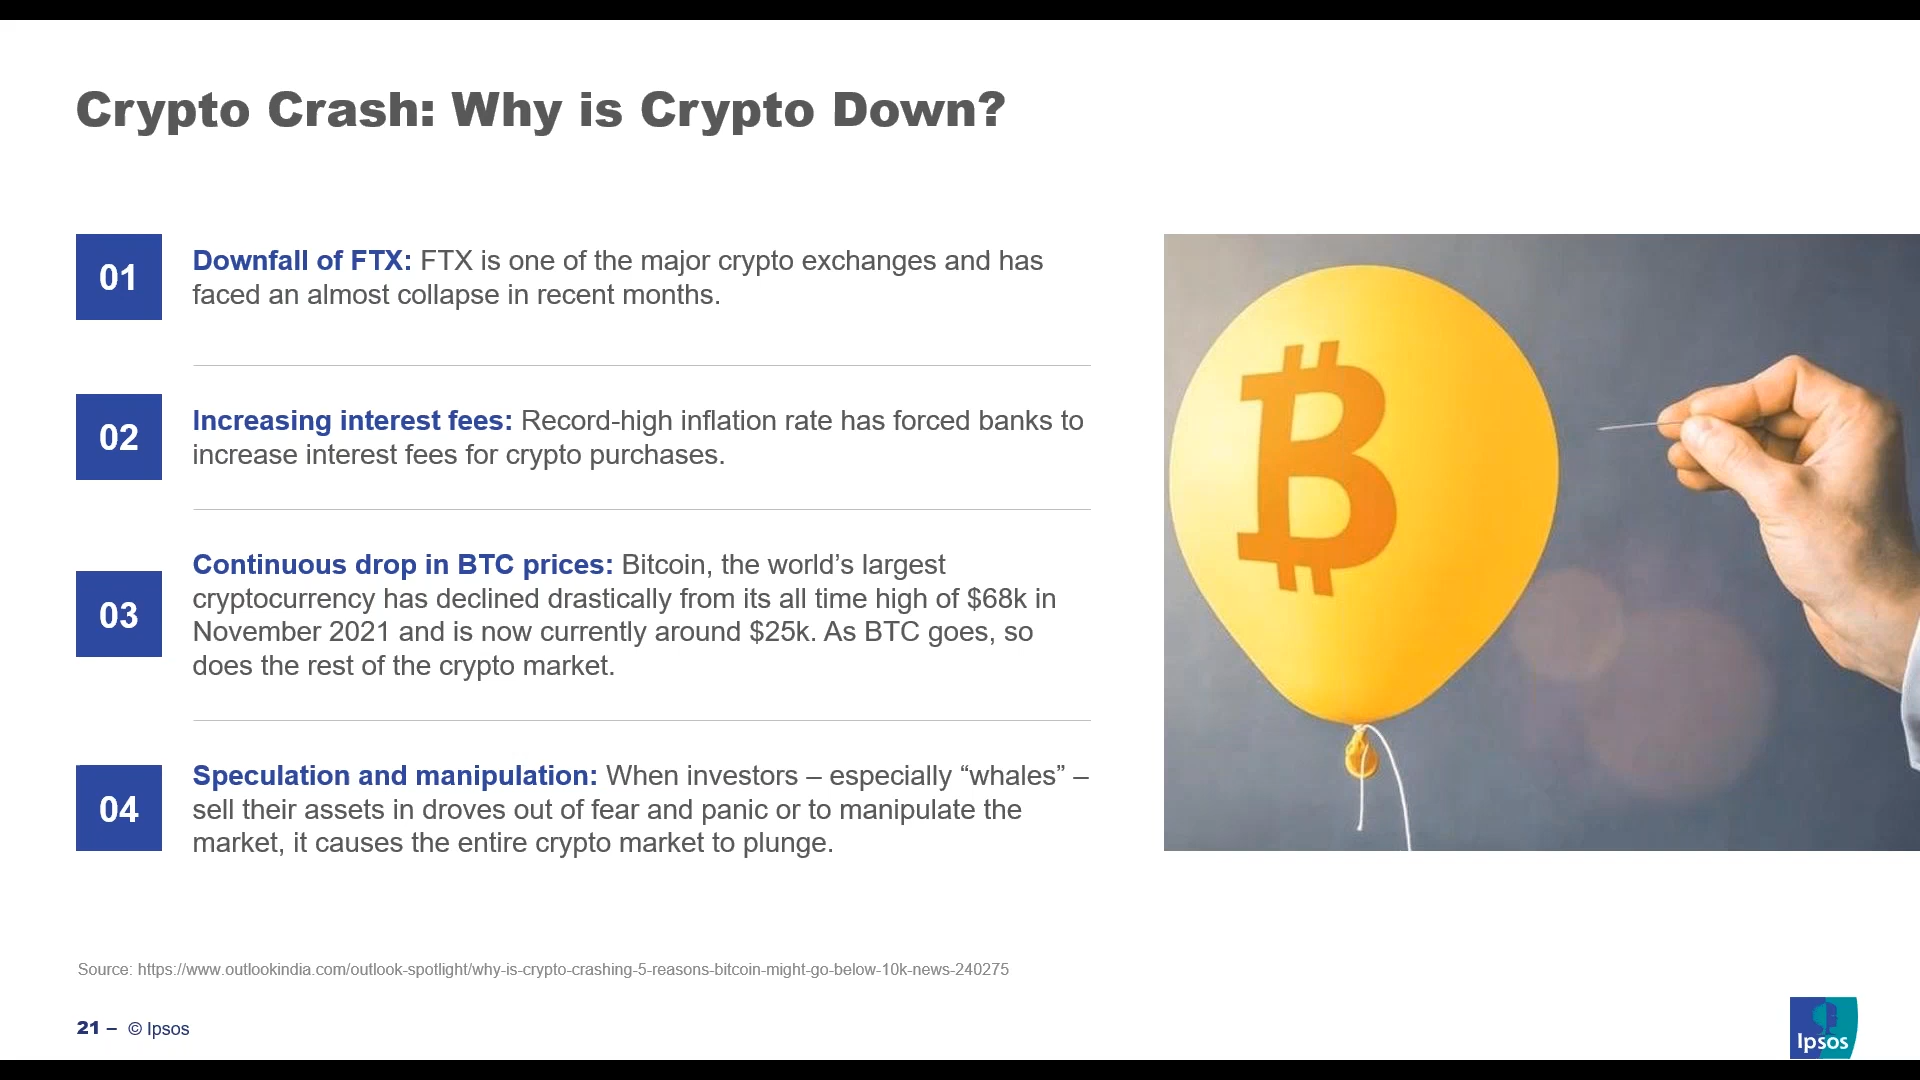 Crypto Crash: Why is Crypto Down?
01
Downfall of FTX: FTX is one of the major crypto exchanges and has
faced an almost collapse in recent months.
02
Increasing interest fees: Record-high inflation rate has forced banks to
increase interest fees for crypto purchases.
03
Continuous drop in BTC prices: Bitcoin, the world’s largest
cryptocurrency has declined drastically from its all time high of $68k in
November 2021 and is now currently around $25k. As BTC goes, so
does the rest of the crypto market.
04
Speculation and manipulation: When investors – especially “whales” –
sell their assets in droves out of fear and panic or to manipulate the
market, it causes the entire crypto market to plunge.
Source: https://www.outlookindia.com/outlook-spotlight/why-is-crypto-crashing-5-reasons-bitcoin-might-go-below-10k-news-240275
21 – © Ipsos
Ipsos